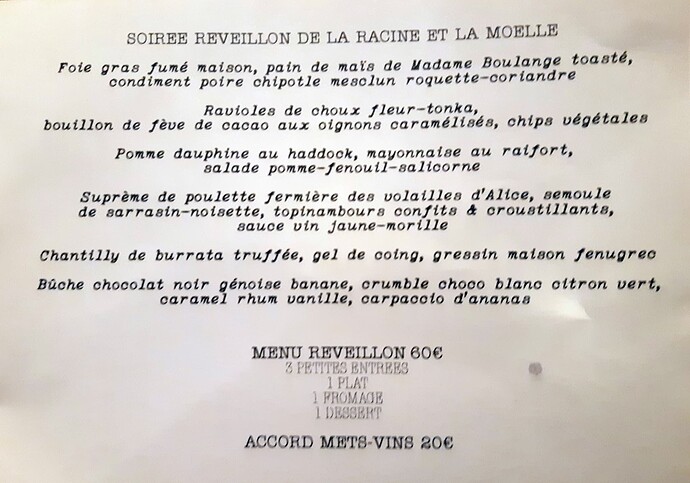 SOIREE REVEILLON DE LA RACINE ET LA MOELLE
Foie gras fumé maison, pain de maïs de Madame Boulange toasté,
condiment poire chipotle mesclun roquette-coriandre
Ravioles de choux fleur-tonka,
bouillon de fève de cacao aux oignons caramélisés, chips végétales
Pomme dauphine au haddock, mayonnaise au raifort,
salade pomme-fenouil-salicorne
Suprème de poulette fermière des volailles d'Alice, semoule
de sarrasin-noisette, topinambours confits & croustillants,
sauce vin jaune-morille
Chantilly de burrata truffée, gel de coing, gressin maison fenugrec
Bûche chocolat noir génoise banane, crumble choco blanc citron vert,
caramel rhum vanille, carpaccio d'ananas
MENU REVEILLON 60€
3 PETITES ENTREES
1 PLAT
1 FROMAGE
1 DESSERT
ACCORD METS-VINS 20€